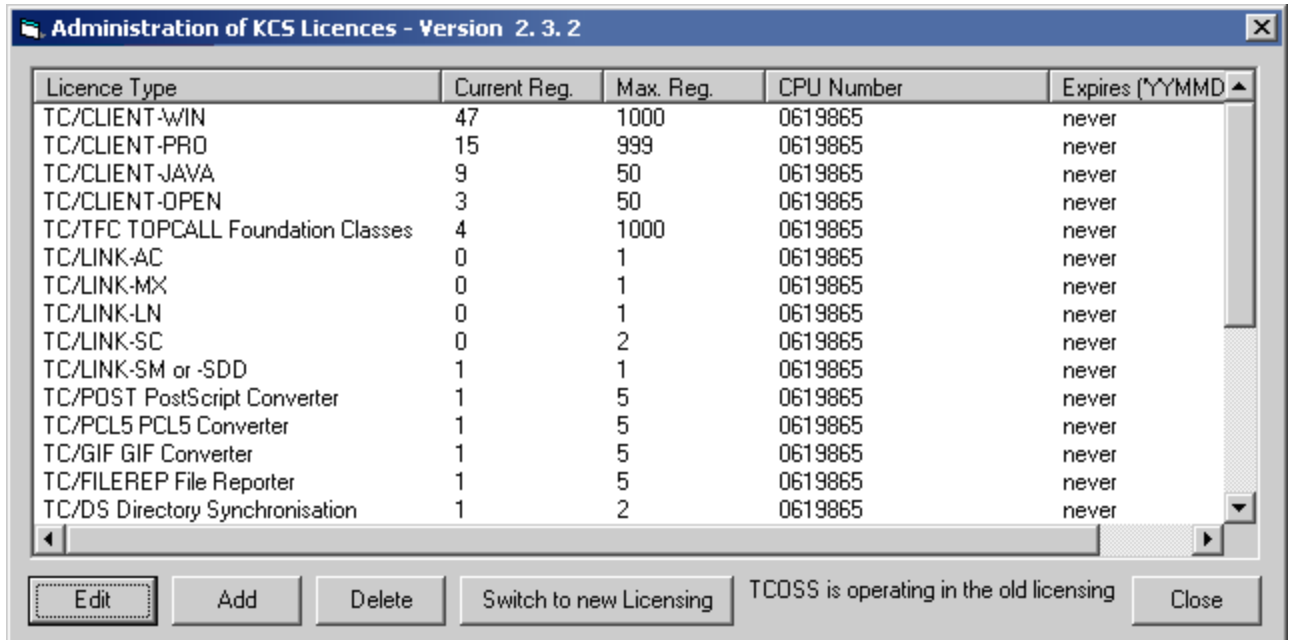 Administration of KCS Licences - Version 2. 3. 2
Licence Type Current Reg. Max. Reg. CPU Number Expires ('YYMMD
TC/CLIENT-WIN 47 1000 0619865 never
TC/CLIENT-PRO 15 999 0619865 never
TC/CLIENT-JAVA 9 50 0619865 never
TC/CLIENT-OPEN 3 50 0619865 never
TC/TFC TOPCALL Foundation Classes 4 1000 0619865 never
TC/LINK-AC 0 1 0619865 never
TC/LINK-MX 0 1 0619865 never
TC/LINK-LN 0 1 0619865 never
TC/LINK-SC 0 2 0619865 never
TC/LINK-SM or -SDD 1 1 0619865 never
TC/POST PostScript Converter 1 5 0619865 never
TC/PCL5 PCL5 Converter 1 5 0619865 never
TC/GIF GIF Converter 1 5 0619865 never
TC/FILEREP File Reporter 1 5 0619865 never
TC/DS Directory Synchronisation 1 2 0619865 never
Edit Add Delete Switch to new Licensing TCOSS is operating in the old licensing Close